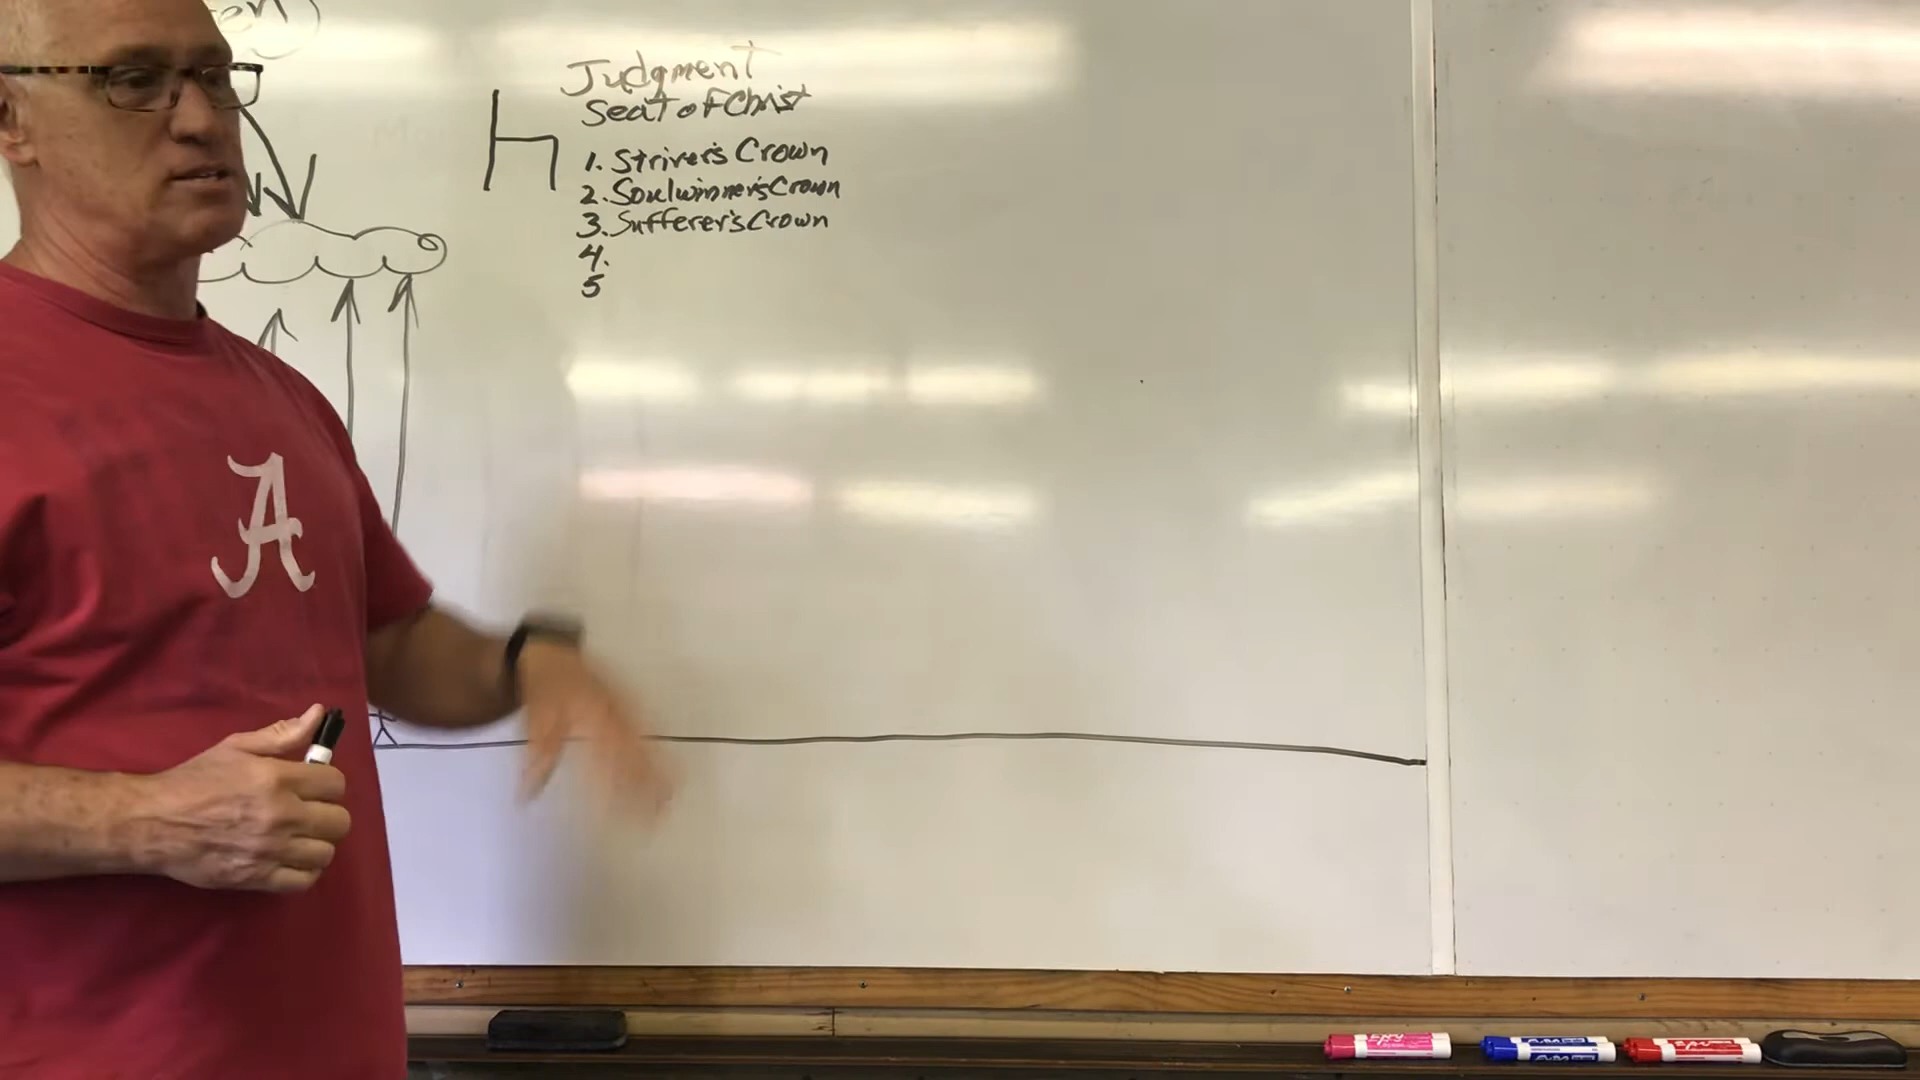 Judgment
Seat of Christ
1. Striver's Crown
2. Soulwinner's Crown
3. Sufferer's Crown
4.
5
A